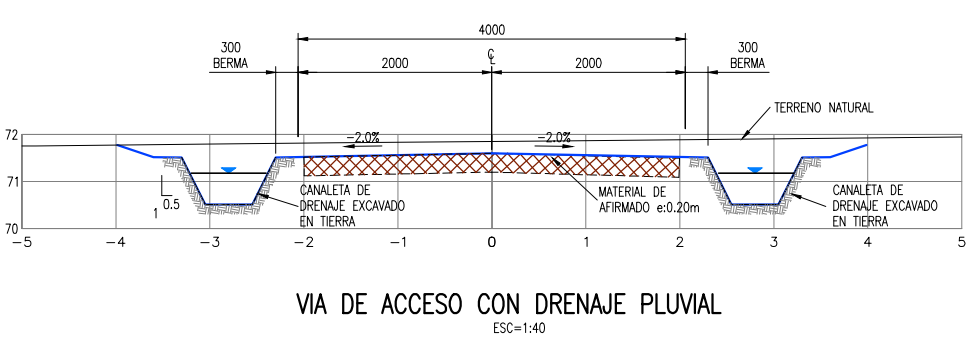 4000
300
BERMA
2000
℄
2000
300
BERMA
TERRENO NATURAL
72
-2.0%
-2.0%
71
0.5
1
CANALETA DE
DRENAJE EXCAVADO
EN TIERRA
MATERIAL DE
AFIRMADO e:0.20m
CANALETA DE
DRENAJE EXCAVADO
EN TIERRA
70
-5 -4 -3 -2 -1 0 1 2 3 4 5
VIA DE ACCESO CON DRENAJE PLUVIAL
ESC=1:40